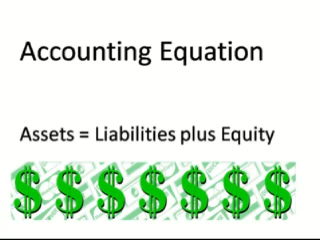 Accounting Equation
Assets = Liabilities plus Equity
$ $ $ $ $ $ $